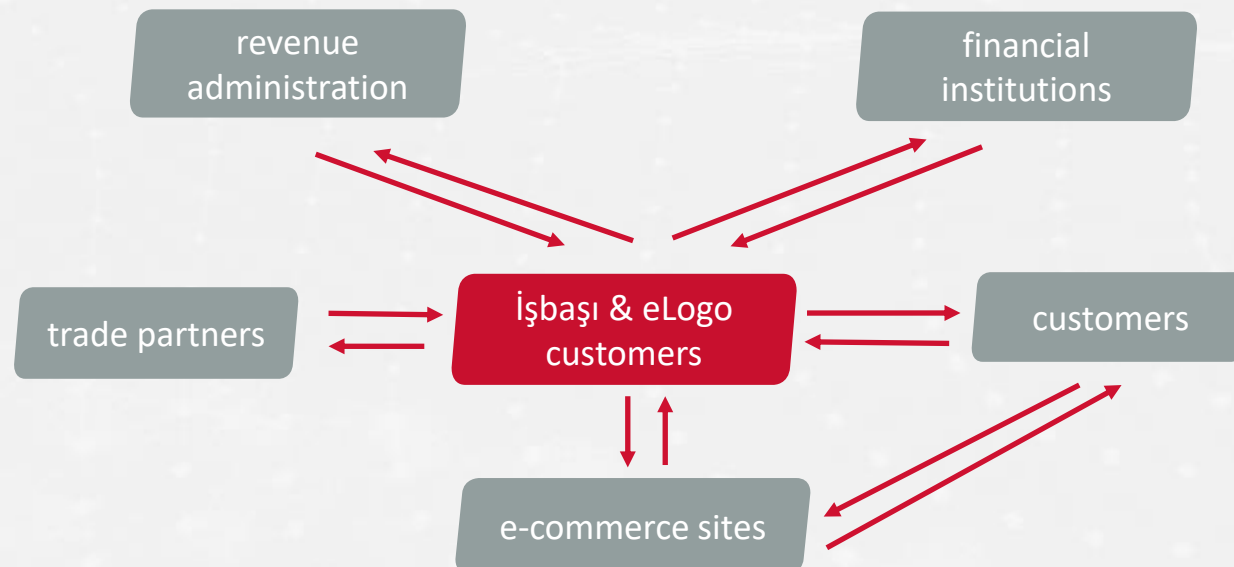 revenue
administration
financial
institutions
trade partners
İşbaşı & eLogo
customers
customers
e-commerce sites